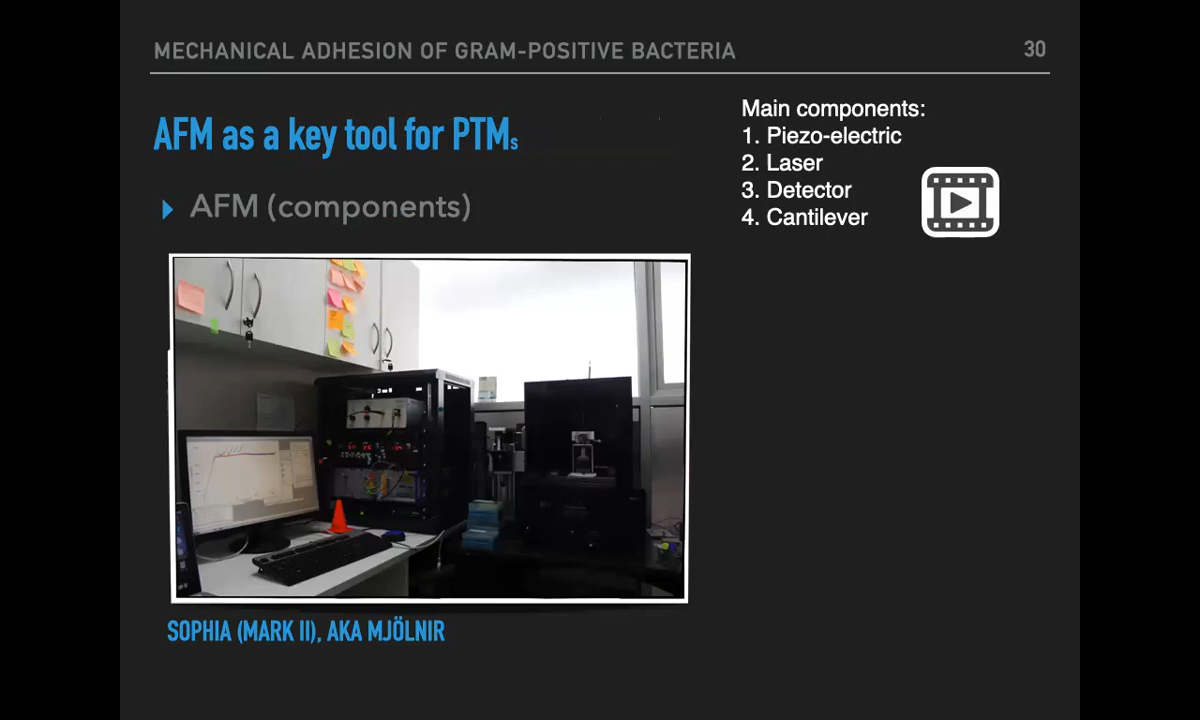 MECHANICAL ADHESION OF GRAM-POSITIVE BACTERIA
30
AFM as a key tool for PTMs
AFM (components)
Main components:
1. Piezo-electric
2. Laser
3. Detector
4. Cantilever
SOPHIA (MARK II), AKA MJÖLNIR